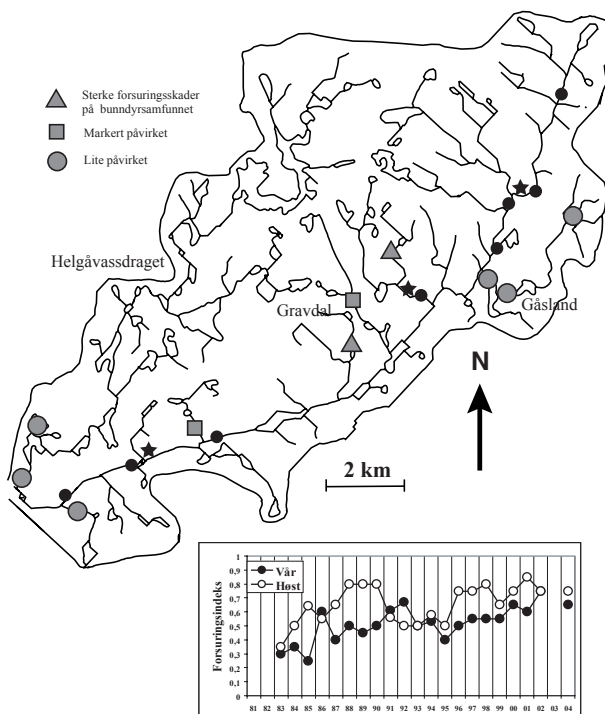 Sterke forsuringsskader
på bunndyrsamfunnet
Markert påvirket
Lite påvirket
Helgåvassdraget
Gravdal
Gåsland
N
2 km
Forsuringsindeks
1
0,9
0,8
0,7
0,6
0,5
0,4
0,3
0,2
0,1
0
Vår
Høst
81 82 83 84 85 86 87 88 89 90 91 92 93 94 95 96 97 98 99 00 01 02 03 04